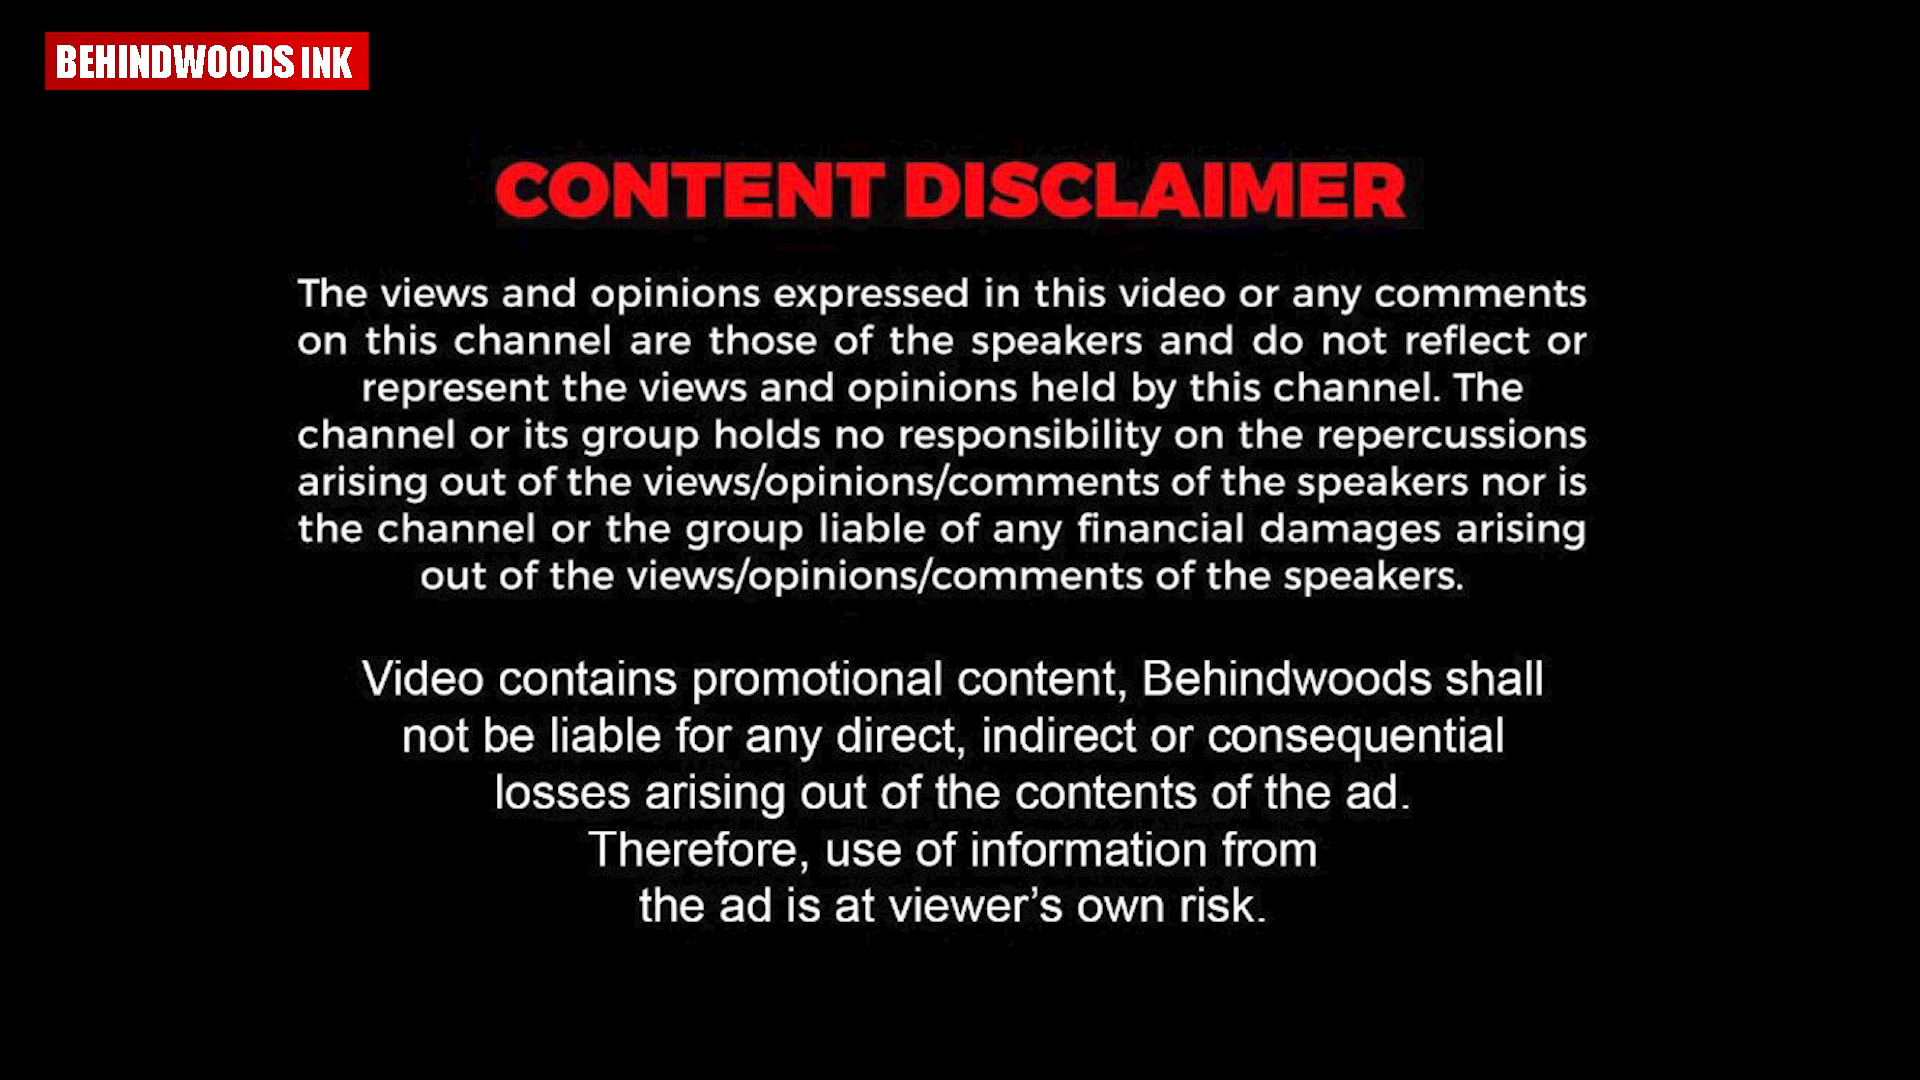 BEHINDWOODS INK
CONTENT DISCLAIMER
The views and opinions expressed in this video or any comments
on this channel are those of the speakers and do not reflect or
represent the views and opinions held by this channel. The
channel or its group holds no responsibility on the repercussions
arising out of the views/opinions/comments of the speakers nor is
the channel or the group liable of any financial damages arising
out of the views/opinions/comments of the speakers.
Video contains promotional content, Behindwoods shall
not be liable for any direct, indirect or consequential
losses arising out of the contents of the ad.
Therefore, use of information from
the ad is at viewer’s own risk.